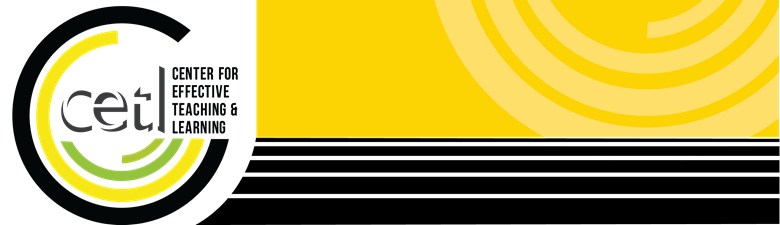 cetl
CENTER FOR
EFFECTIVE
TEACHING &
LEARNING